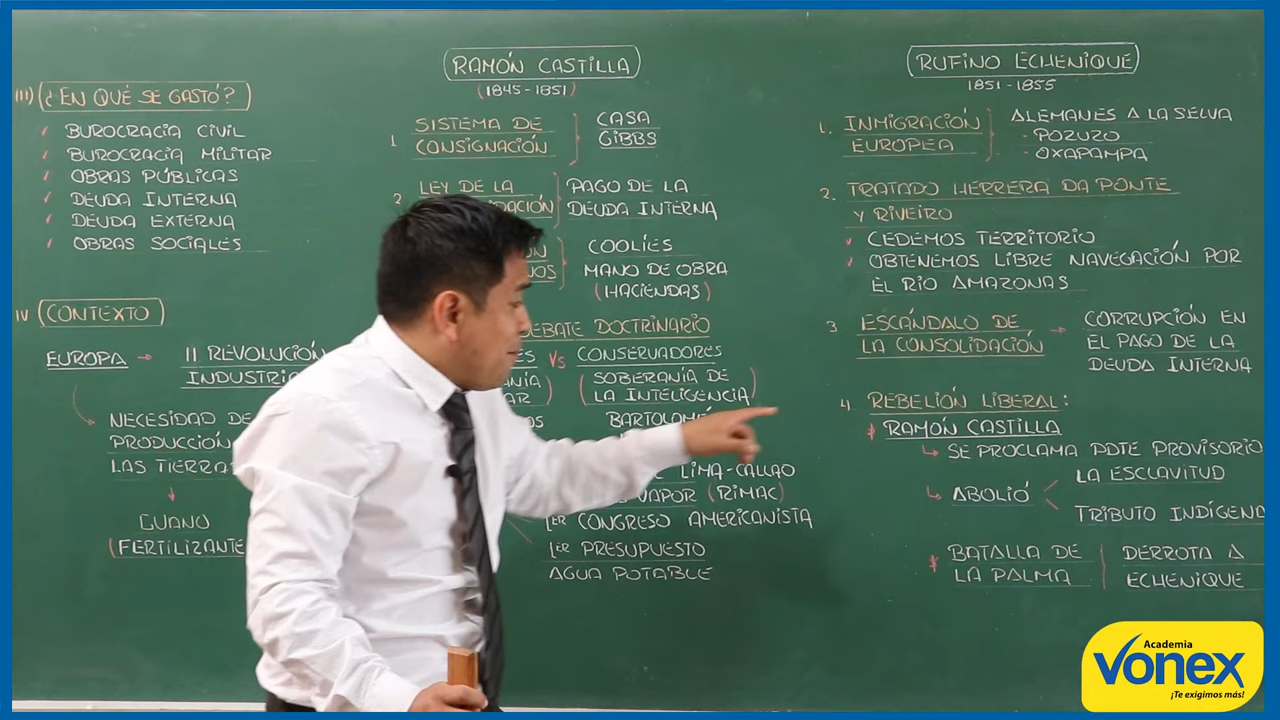 III) (¿EN QUÉ SE GASTÓ?)
BUROCRACIA CIVIL
BUROCRACIA MILITAR
OBRAS PÚBLICAS
DEUDA INTERNA
DEUDA EXTERNA
OBRAS SOCIALES
IV (CONTEXTO)
EUROPA → II REVOLUCIÓN
INDUSTRIA
NECESIDAD DE
PRODUCCIÓN
LAS TIERRA
GUANO
(FERTILIZANTE
RAMÓN CASTILLA
(1845-1851)
1. SISTEMA DE
CONSIGNACIÓN
CASA
GIBBS
2. LEY DE LA
DACIÓN
PAGO DE LA
DEUDA INTERNA
COOLÍES
MANO DE OBRA
(HACIENDAS)
DEBATE DOCTRINARIO
ES VS CONSERVADORES
(SOBERANÍA DE
LA INTELIGENCIA)
BARTOLOMÉ
LIMA-CALLAO
VAPOR (RIMAC)
1ER CONGRESO AMERICANISTA
1ER PRESUPUESTO
AGUA POTABLE
RUFINO ECHENIQUE
1851-1855
1. INMIGRACIÓN
EUROPEA
ALEMANES A LA SELVA
- POZUZO
- OXAPAMPA
2. TRATADO HERRERA DA PONTE
Y RIVEIRO
CEDEMOS TERRITORIO
OBTENEMOS LIBRE NAVEGACIÓN POR
EL RÍO AMAZONAS
3 ESCÁNDALO DE
LA CONSOLIDACIÓN
→ CORRUPCIÓN EN
EL PAGO DE LA
DEUDA INTERNA
4. REBELIÓN LIBERAL:
* RAMÓN CASTILLA
SE PROCLAMA PDTE PROVISORIO
ABOLIÓ
LA ESCLAVITUD
TRIBUTO INDÍGENA
* BATALLA DE
LA PALMA
DERROTA A
ECHENIQUE
Academia
Vonex
¡Te exigimos más!